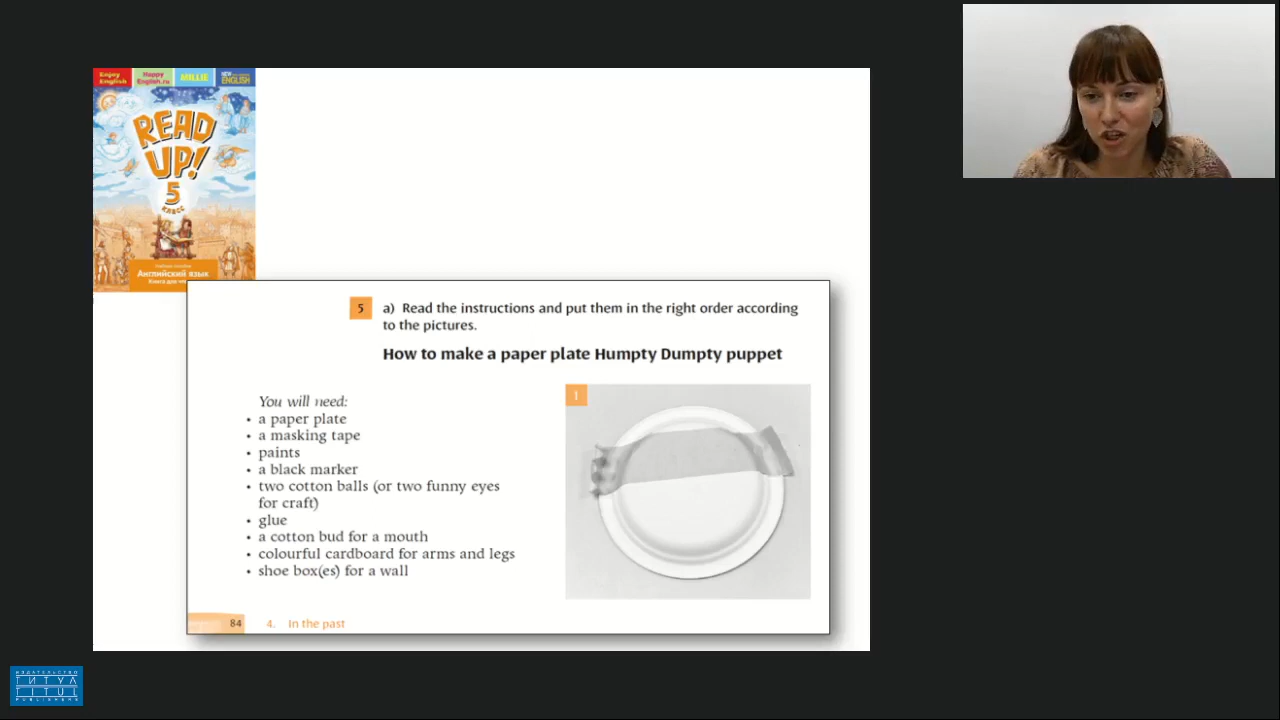 Enjoy English
Happy English.ru
MILLIE
NEW ENGLISH
READ UP!
5
КЛАСС
Английский язык
5 a) Read the instructions and put them in the right order according
to the pictures.
How to make a paper plate Humpty Dumpty puppet
You will need:
• a paper plate
• a masking tape
• paints
• a black marker
• two cotton balls (or two funny eyes
for craft)
• glue
• a cotton bud for a mouth
• colourful cardboard for arms and legs
• shoe box(es) for a wall
1
84 4. In the past
ИЗДАТЕЛЬСТВО
ТИТУЛ
TITUL
PUBLISHERS